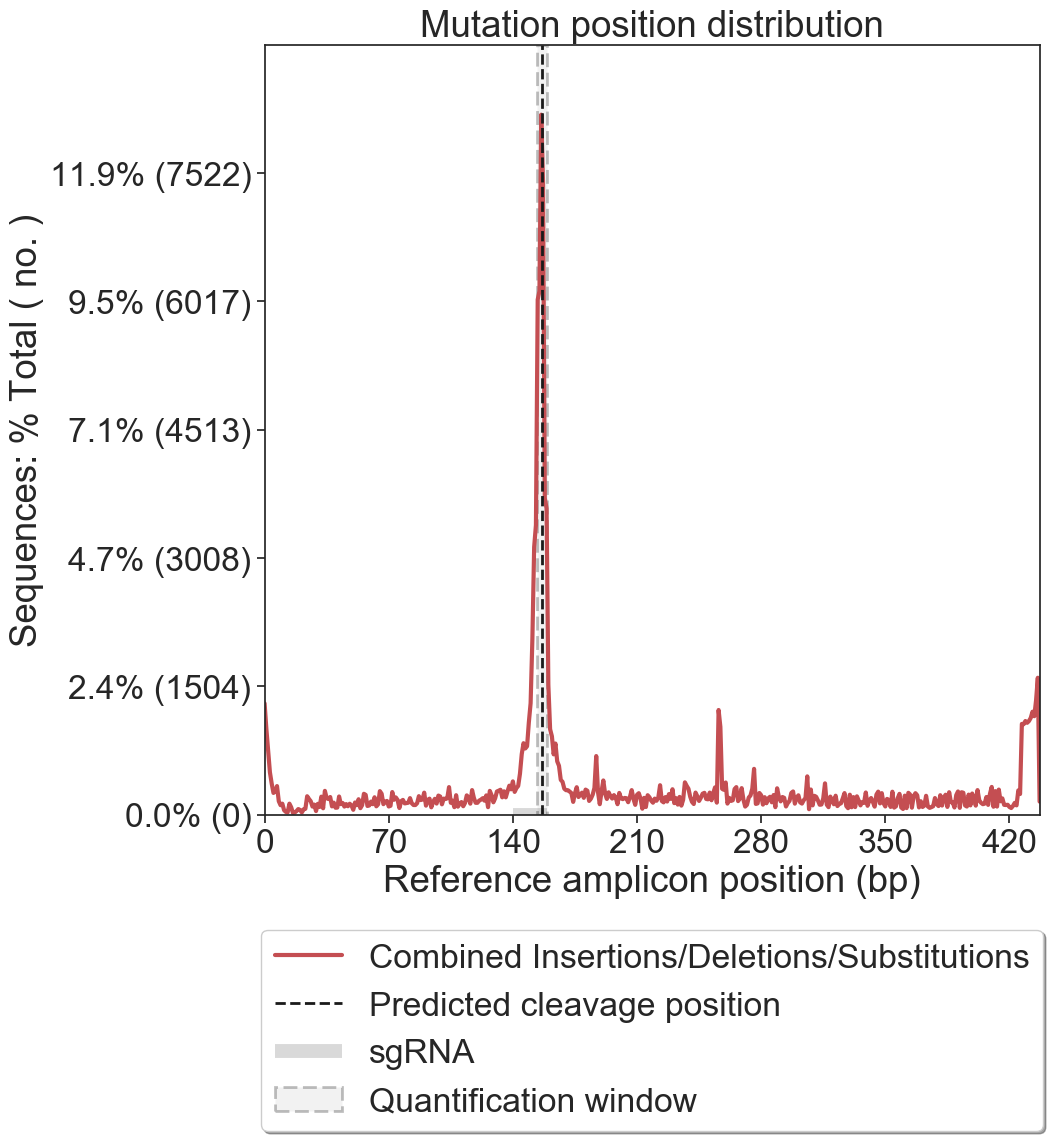 Mutation position distribution
Sequences: % Total ( no. )
11.9% (7522)
9.5% (6017)
7.1% (4513)
4.7% (3008)
2.4% (1504)
0.0% (0)
0 70 140 210 280 350 420
Reference amplicon position (bp)
Combined Insertions/Deletions/Substitutions
Predicted cleavage position
sgRNA
Quantification window